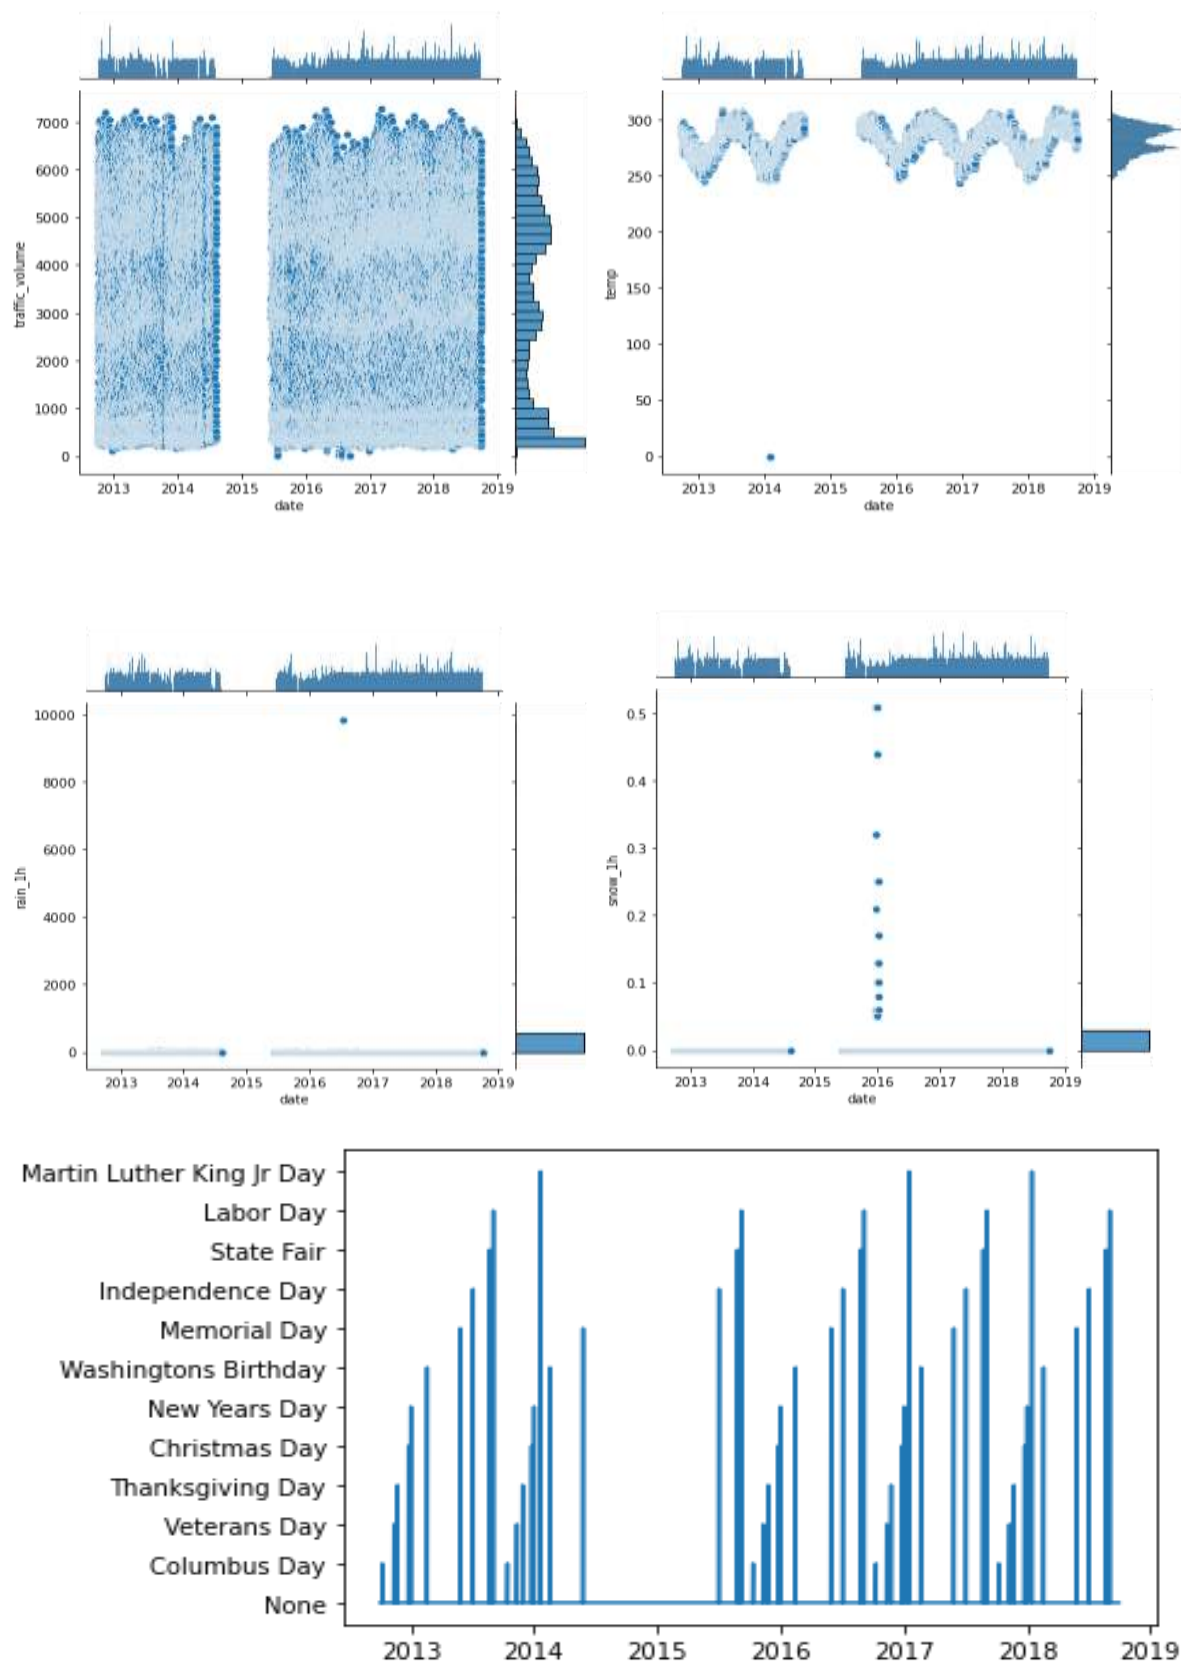 7000
6000
5000
4000
3000
2000
1000
0
traffic_volume
2013 2014 2015 2016 2017 2018 2019
date
300
250
200
150
100
50
0
temp
2013 2014 2015 2016 2017 2018 2019
date
10000
8000
6000
4000
2000
0
rain_1h
2013 2014 2015 2016 2017 2018 2019
date
0.5
0.4
0.3
0.2
0.1
0.0
snow_1h
2013 2014 2015 2016 2017 2018 2019
date
Martin Luther King Jr Day
Labor Day
State Fair
Independence Day
Memorial Day
Washingtons Birthday
New Years Day
Christmas Day
Thanksgiving Day
Veterans Day
Columbus Day
None
2013 2014 2015 2016 2017 2018 2019